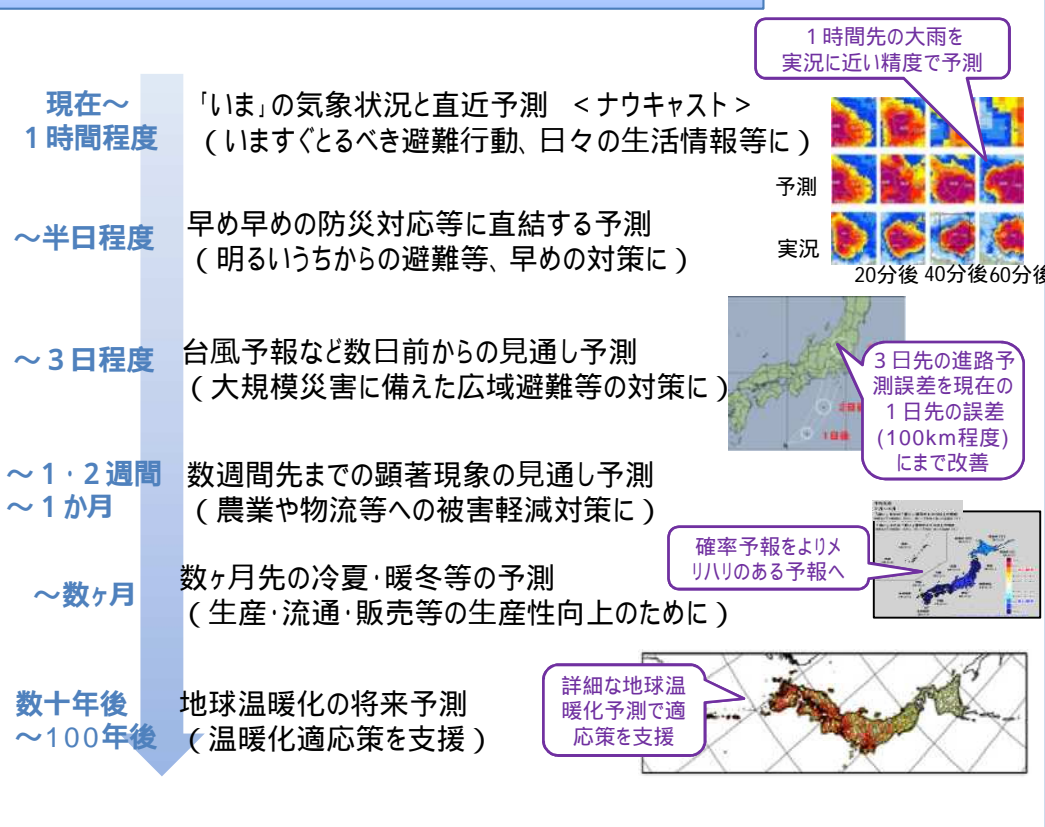 1時間先の大雨を
実況に近い精度で予測
現在～
1時間程度
「いま」の気象状況と直近予測 ＜ナウキャスト＞
（いますぐとるべき避難行動、日々の生活情報等に）
予測
実況
20分後 40分後 60分後
～半日程度
早め早めの防災対応等に直結する予測
（明るいうちからの避難等、早めの対策に）
～3日程度
台風予報など数日前からの見通し予測
（大規模災害に備えた広域避難等の対策に）
2日後
1日後
3日先の進路予
測誤差を現在の
1日先の誤差
(100km程度)
にまで改善
～1・2週間
～1か月
数週間先までの顕著現象の見通し予測
（農業や物流等への被害軽減対策に）
確率予報をよりメ
リハリのある予報へ
～数ヶ月
数ヶ月先の冷夏・暖冬等の予測
（生産・流通・販売等の生産性向上のために）
数十年後
～100年後
地球温暖化の将来予測
（温暖化適応策を支援）
詳細な地球温
暖化予測で適
応策を支援